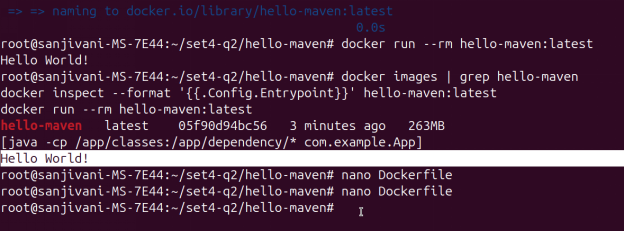 => => naming to docker.io/library/hello-maven:latest
0.0s
root@sanjivani-MS-7E44:~/set4-q2/hello-maven# docker run --rm hello-maven:latest
Hello World!
root@sanjivani-MS-7E44:~/set4-q2/hello-maven# docker images | grep hello-maven
docker inspect --format '{{.Config.Entrypoint}}' hello-maven:latest
docker run --rm hello-maven:latest
hello-maven   latest    05f90d94bc56   3 minutes ago   263MB
[java -cp /app/classes:/app/dependency/* com.example.App]
Hello World!
root@sanjivani-MS-7E44:~/set4-q2/hello-maven# nano Dockerfile
root@sanjivani-MS-7E44:~/set4-q2/hello-maven# nano Dockerfile
root@sanjivani-MS-7E44:~/set4-q2/hello-maven#